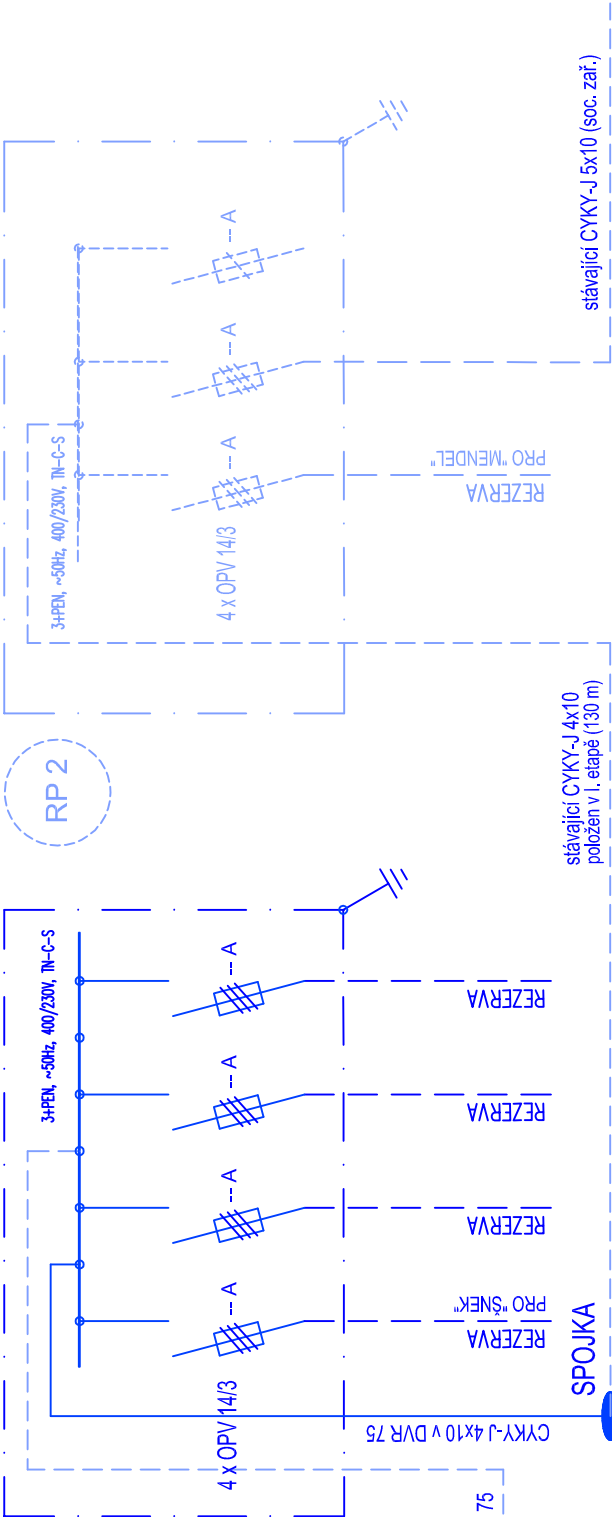 3+PEN, ~50Hz, 400/230V, TN-C-S
-- A
-- A
-- A
4 x OPV 14/3
REZERVA
PRO "MENDEL"
stávající CYKY-J 5x10 (soc. zař.)
RP 2
stávající CYKY-J 4x10
položen v I. etapě (130 m)
3+PEN, ~50Hz, 400/230V, TN-C-S
-- A
-- A
-- A
-- A
4 x OPV 14/3
REZERVA
REZERVA
REZERVA
REZERVA
PRO "ŠNEK"
SPOJKA
CYKY-J 4x10 v DVR 75
75